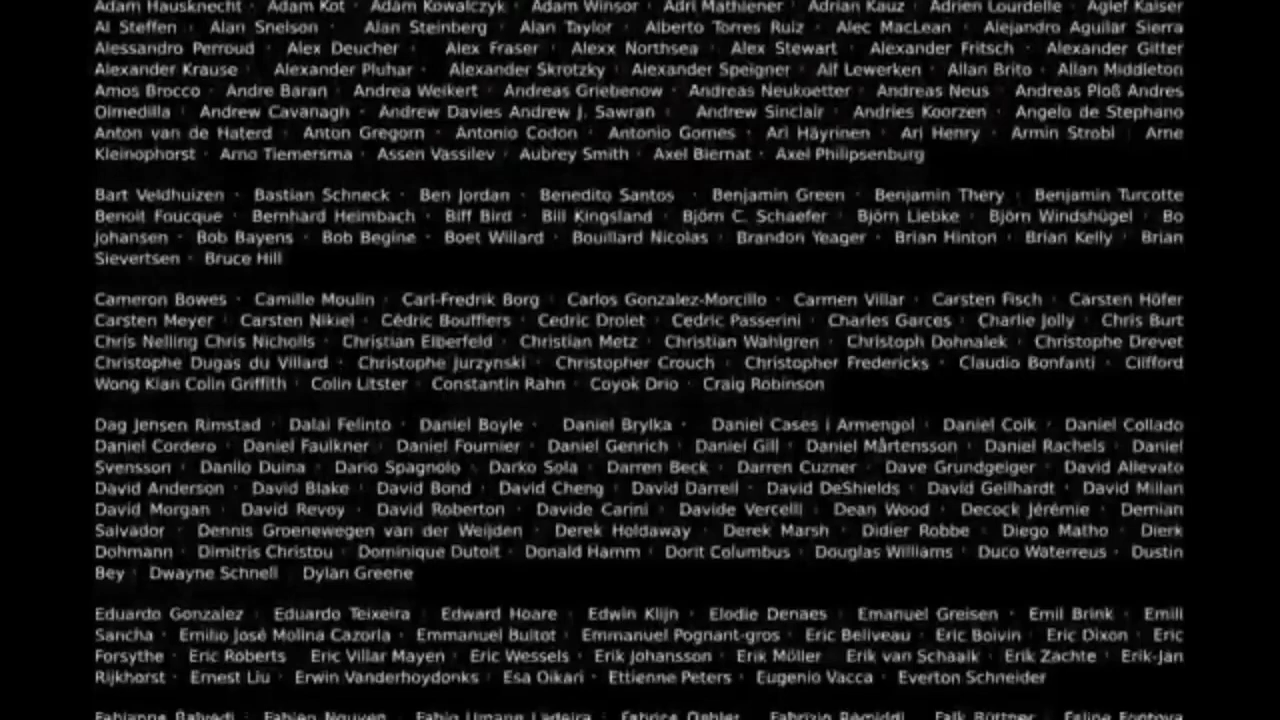 Adam Hausknecht · Adam Kot · Adam Kowalczyk · Adam Winsor · Adri Mathlener · Adrian Kauz · Adrien Lourdelle · Aglef Kaiser
Al Steffen · Alan Snelson · Alan Steinberg · Alan Taylor · Alberto Torres Ruiz · Alec MacLean · Alejandro Aguilar Sierra
Alessandro Perroud · Alex Deucher · Alex Fraser · Alexx Northsea · Alex Stewart · Alexander Fritsch · Alexander Gitter
Alexander Krause · Alexander Pluhar · Alexander Skrotzky · Alexander Speigner · Alf Lewerken · Allan Brito · Allan Middleton
Amos Brocco · Andre Baran · Andrea Weikert · Andreas Griebenow · Andreas Neukoetter · Andreas Neus · Andreas Ploß Andres
Olmedilla · Andrew Cavanagh · Andrew Davies Andrew J. Sawran · Andrew Sinclair · Andries Koorzen · Angelo de Stephano
Anton van de Haterd · Anton Gregorn · Antonio Codon · Antonio Gomes · Ari Häyrinen · Ari Henry · Armin Strobl · Arne
Kleinophorst · Arno Tiemersma · Assen Vassilev · Aubrey Smith · Axel Biernat · Axel Philipsenburg
Bart Veldhuizen · Bastian Schneck · Ben Jordan · Benedito Santos · Benjamin Green · Benjamin Thery · Benjamin Turcotte
Benoit Foucque · Bernhard Heimbach · Biff Bird · Bill Kingsland · Björn C. Schaefer · Björn Liebke · Björn Windshügel · Bo
Johansen · Bob Bayens · Bob Begine · Boet Willard · Bouillard Nicolas · Brandon Yeager · Brian Hinton · Brian Kelly · Brian
Sievertsen · Bruce Hill
Cameron Bowes · Camille Moulin · Carl-Fredrik Borg · Carlos Gonzalez-Morcillo · Carmen Villar · Carsten Fisch · Carsten Höfer
Carsten Meyer · Carsten Nikiel · Cédric Boufflers · Cedric Drolet · Cedric Passerini · Charles Garces · Charlie Jolly · Chris Burt
Chris Nelling Chris Nicholls · Christian Elberfeld · Christian Metz · Christian Wahlgren · Christoph Dohnalek · Christophe Drevet
Christophe Dugas du Villard · Christophe Jurzynski · Christopher Crouch · Christopher Fredericks · Claudio Bonfanti · Clifford
Wong Kian Colin Griffith · Colin Litster · Constantin Rahn · Coyok Drio · Craig Robinson
Dag Jensen Rimstad · Dalai Felinto · Daniel Boyle · Daniel Brylka · Daniel Cases i Armengol · Daniel Coik · Daniel Collado
Daniel Cordero · Daniel Faulkner · Daniel Fournier · Daniel Genrich · Daniel Gill · Daniel Mårtensson · Daniel Rachels · Daniel
Svensson · Danilo Duina · Dario Spagnolo · Darko Sola · Darren Beck · Darren Cuzner · Dave Grundgeiger · David Allevato
David Anderson · David Blake · David Bond · David Cheng · David Darrell · David DeShields · David Gellhardt · David Millan
David Morgan · David Revoy · David Roberton · Davide Carini · Davide Vercelli · Dean Wood · Decock Jérémie · Demian
Salvador · Dennis Groenewegen van der Weijden · Derek Holdaway · Derek Marsh · Didier Robbe · Diego Matho · Dierk
Dohmann · Dimitris Christou · Dominique Dutoit · Donald Hamm · Dorit Columbus · Douglas Williams · Duco Waterreus · Dustin
Bey · Dwayne Schnell · Dylan Greene
Eduardo Gonzalez · Eduardo Teixeira · Edward Hoare · Edwin Klijn · Elodie Denaes · Emanuel Greisen · Emil Brink · Emili
Sancha · Emilio José Molina Cazorla · Emmanuel Bultot · Emmanuel Pognant-gros · Eric Beliveau · Eric Boivin · Eric Dixon · Eric
Forsythe · Eric Roberts · Eric Villar Mayen · Eric Wessels · Erik Johansson · Erik Müller · Erik van Schaaik · Erik Zachte · Erik-Jan
Rijkhorst · Ernest Liu · Erwin Vanderhoydonks · Esa Oikari · Ettienne Peters · Eugenio Vacca · Everton Schneider